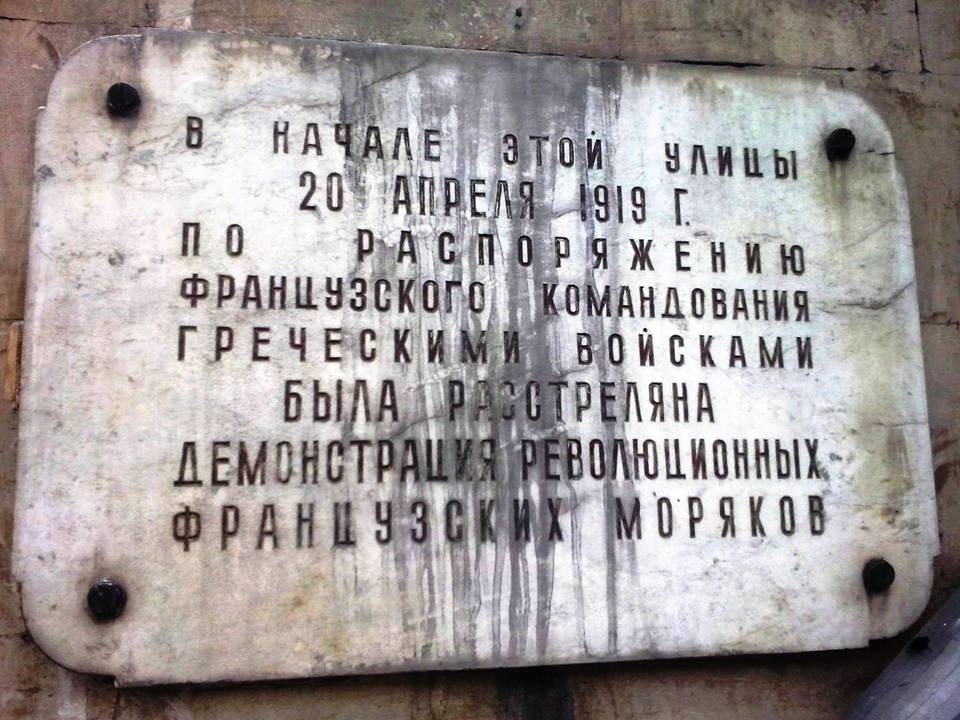 В НАЧАЛЕ ЭТОЙ УЛИЦЫ
20 АПРЕЛЯ 1919 Г.
ПО РАСПОРЯЖЕНИЮ
ФРАНЦУЗСКОГО КОМАНДОВАНИЯ
ГРЕЧЕСКИМИ ВОЙСКАМИ
БЫЛА РАССТРЕЛЯНА
ДЕМОНСТРАЦИЯ РЕВОЛЮЦИОННЫХ
ФРАНЦУЗСКИХ МОРЯКОВ